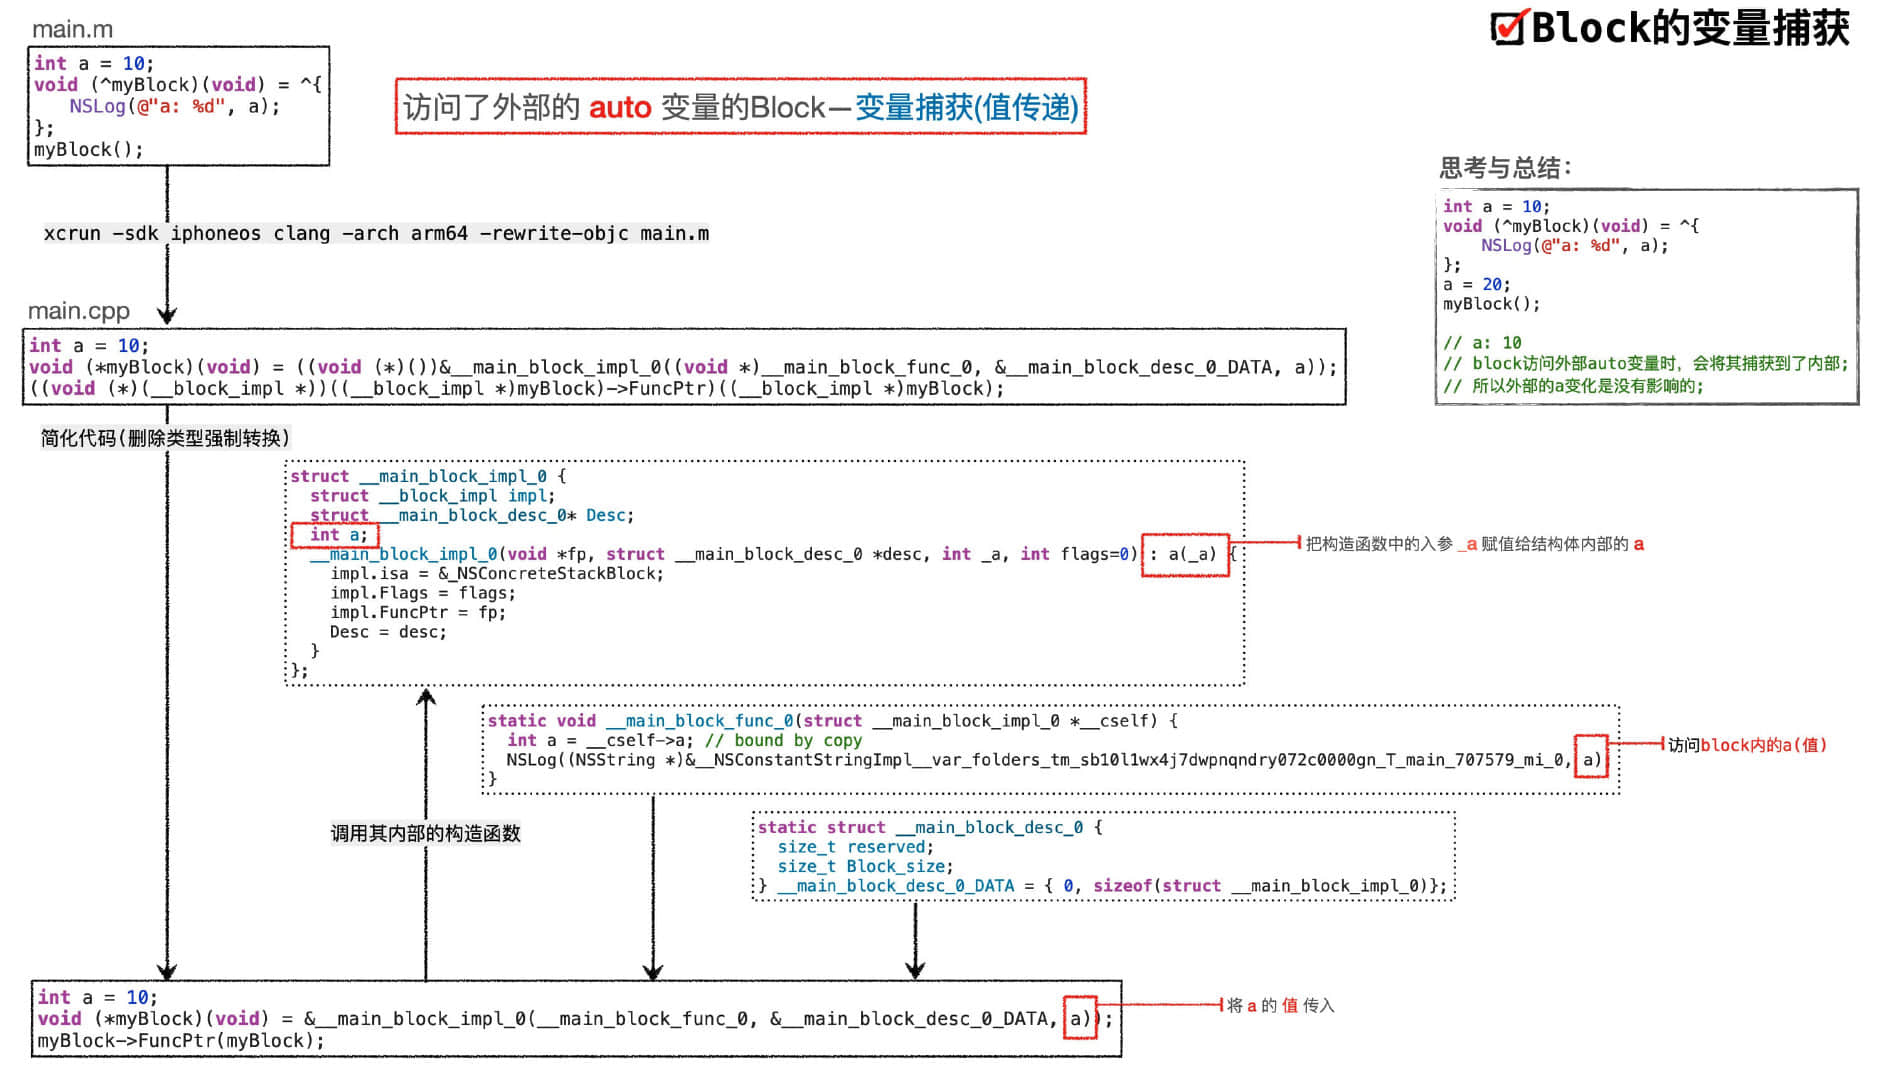 Block的变量捕获
main.m
int a = 10;
void (^myBlock)(void) = ^{
NSLog(@"a: %d", a);
};
myBlock();
访问了外部的 auto 变量的Block—变量捕获(值传递)
思考与总结：
int a = 10;
void (^myBlock)(void) = ^{
NSLog(@"a: %d", a);
};
a = 20;
myBlock();
// a: 10
// block访问外部auto变量时，会将其捕获到了内部;
// 所以外部的a变化是没有影响的;
xcrun -sdk iphoneos clang -arch arm64 -rewrite-objc main.m
main.cpp
int a = 10;
void (*myBlock)(void) = ((void (*)())&__main_block_impl_0((void *)__main_block_func_0, &__main_block_desc_0_DATA, a));
((void (*)(__block_impl *))((__block_impl *)myBlock)->FuncPtr)((__block_impl *)myBlock);
简化代码(删除类型强制转换)
struct __main_block_impl_0 {
struct __block_impl impl;
struct __main_block_desc_0* Desc;
int a;
__main_block_impl_0(void *fp, struct __main_block_desc_0 *desc, int _a, int flags=0) : a(_a) {
impl.isa = &_NSConcreteStackBlock;
impl.Flags = flags;
impl.FuncPtr = fp;
Desc = desc;
}
};
把构造函数中的入参 _a 赋值给结构体内部的 a
static void __main_block_func_0(struct __main_block_impl_0 *__cself) {
int a = __cself->a; // bound by copy
NSLog((NSString *)&__NSConstantStringImpl__var_folders_tm_sb10l1wx4j7dwpnqndry072c0000gn_T_main_707579_mi_0, a)
}
访问block内的a(值)
调用其内部的构造函数
static struct __main_block_desc_0 {
size_t reserved;
size_t Block_size;
} __main_block_desc_0_DATA = { 0, sizeof(struct __main_block_impl_0)};
int a = 10;
void (*myBlock)(void) = &__main_block_impl_0(__main_block_func_0, &__main_block_desc_0_DATA, a));
myBlock->FuncPtr(myBlock);
将 a 的 值 传入